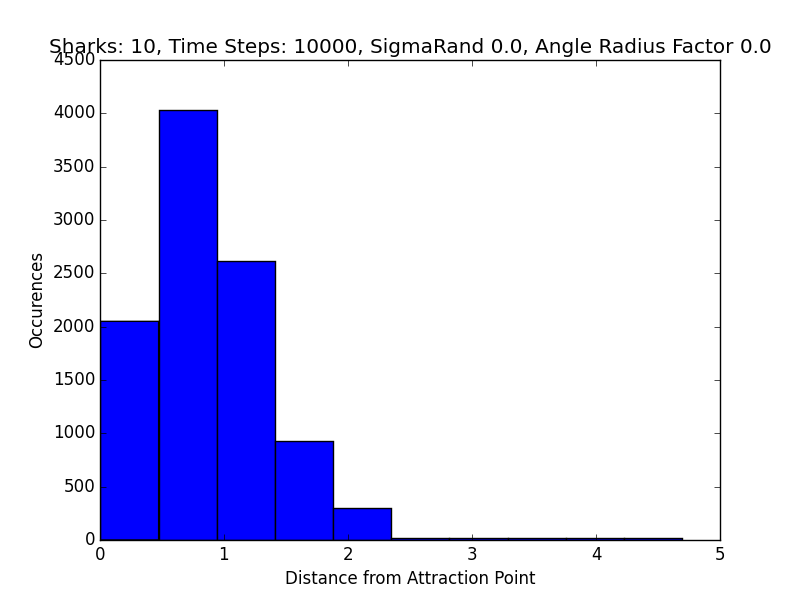 Sharks: 10, Time Steps: 10000, SigmaRand 0.0, Angle Radius Factor 0.0
4500
4000
3500
3000
2500
2000
1500
1000
500
0
Occurences
0 1 2 3 4 5
Distance from Attraction Point